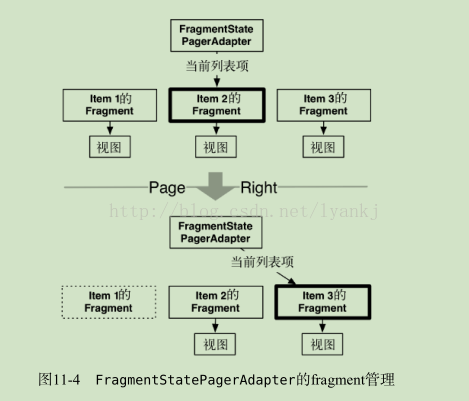 FragmentState
PagerAdapter
当前列表项
Item 1的
Fragment
Item 2的
Fragment
Item 3的
Fragment
视图
视图
视图
Page
Right
http://blog.csdn.net/lyankj
FragmentState
PagerAdapter
当前列表项
Item 1的
Fragment
Item 2的
Fragment
Item 3的
Fragment
视图
视图
图11-4 FragmentStatePagerAdapter的fragment管理